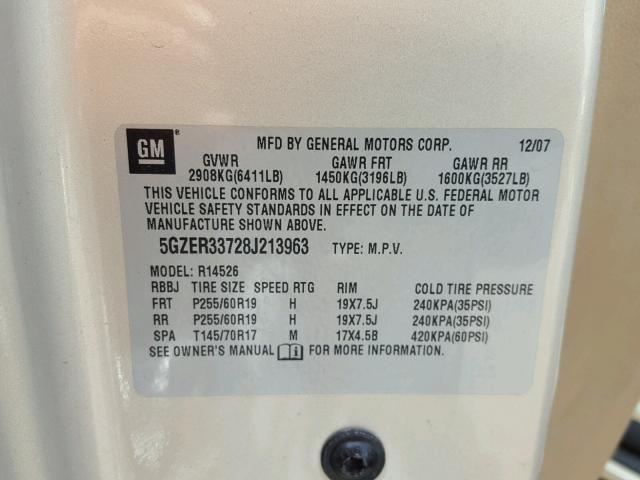 GM ® MFD BY GENERAL MOTORS CORP. 12/07
GVWR GAWR FRT GAWR RR
2908KG(6411LB) 1450KG(3196LB) 1600KG(3527LB)
THIS VEHICLE CONFORMS TO ALL APPLICABLE U.S. FEDERAL MOTOR
VEHICLE SAFETY STANDARDS IN EFFECT ON THE DATE OF
MANUFACTURE SHOWN ABOVE.
5GZER33728J213963 TYPE: M.P.V.
MODEL: R14526
RBBJ TIRE SIZE SPEED RTG RIM COLD TIRE PRESSURE
FRT P255/60R19 H 19X7.5J 240KPA(35PSI)
RR P255/60R19 H 19X7.5J 240KPA(35PSI)
SPA T145/70R17 M 17X4.5B 420KPA(60PSI)
SEE OWNER'S MANUAL FOR MORE INFORMATION.